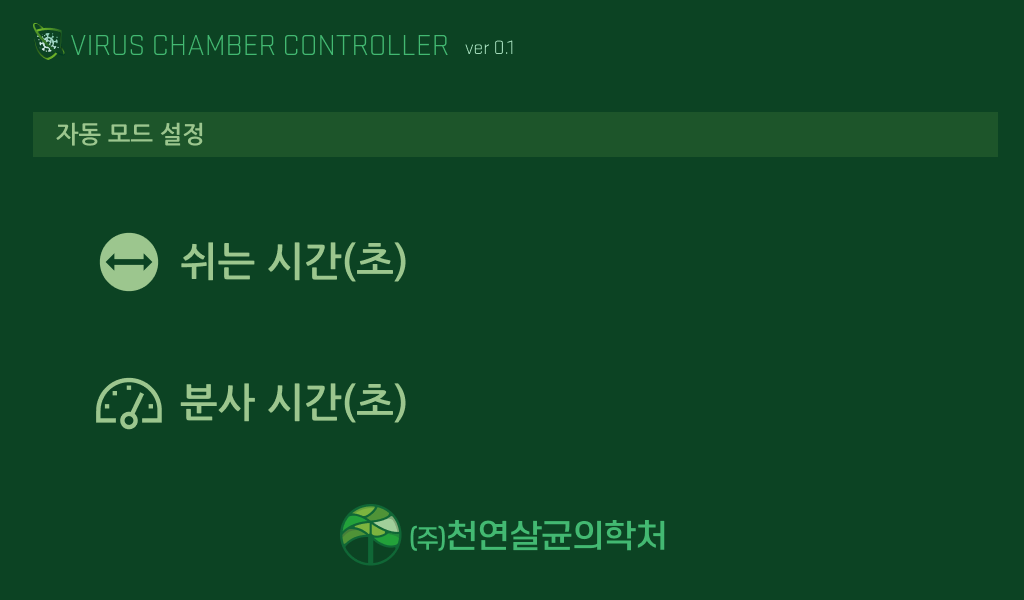 VIRUS CHAMBER CONTROLLER ver 0.1
자동 모드 설정
쉬는 시간(초)
분사 시간(초)
(주)천연살균의학처